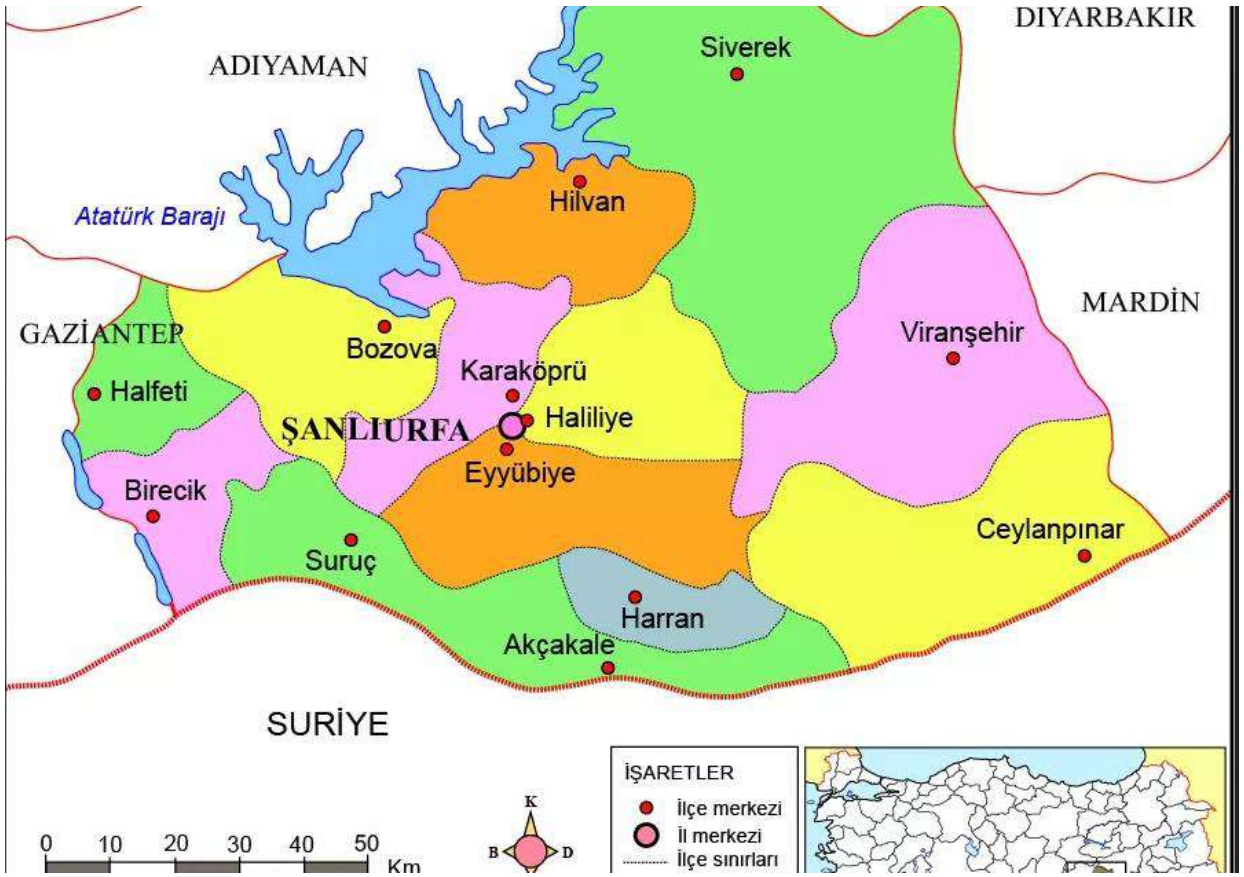 DIYARBAKIR
Siverek
ADIYAMAN
Hilvan
Atatürk Barajı
MARDİN
GAZİANTEP
Viranşehir
Bozova
Karaköprü
Halfeti
Haliliye
ŞANLIURFA
Eyyübiye
Birecik
Ceylanpınar
Suruç
Harran
Akçakale
SURİYE
İŞARETLER
İlçe merkezi
İl merkezi
İlçe sınırları
K
B D
0 10 20 30 40 50
Km